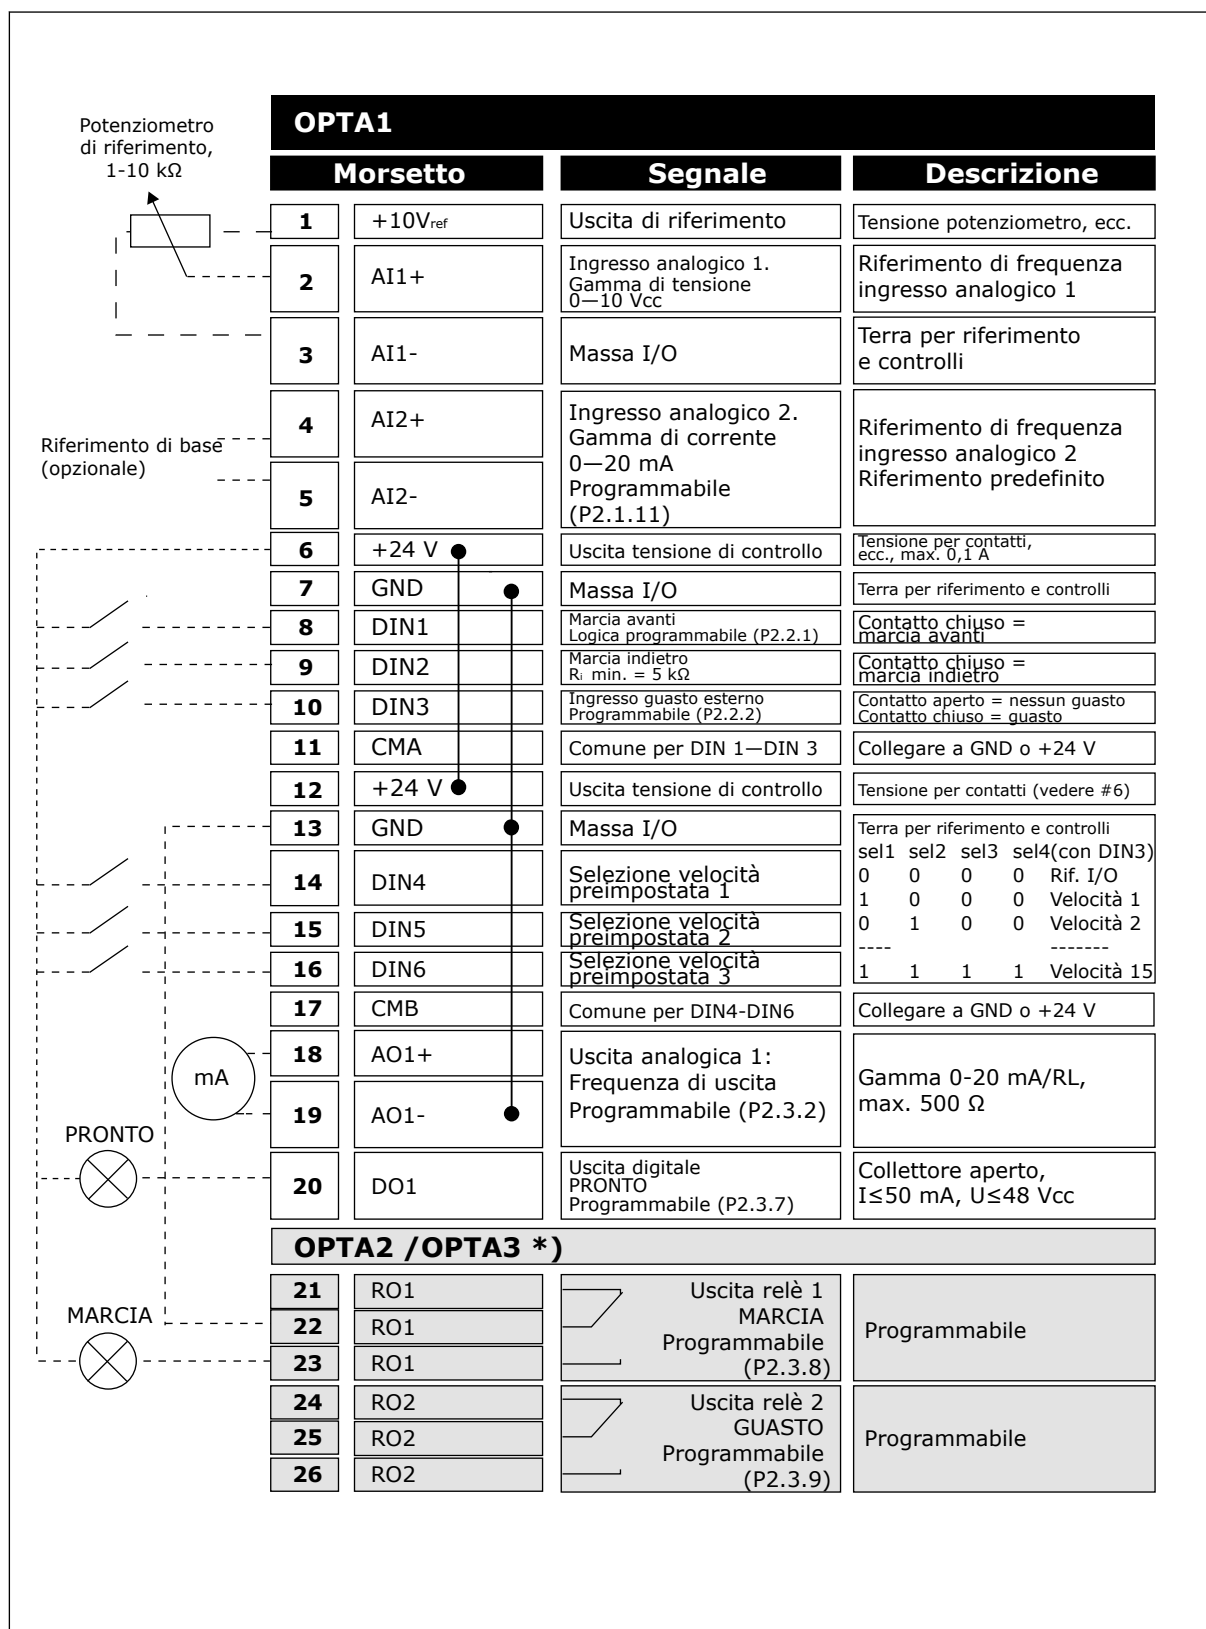 Potenziometro
di riferimento,
1-10 kΩ
OPTA1
Morsetto Segnale Descrizione
1 +10Vref Uscita di riferimento Tensione potenziometro, ecc.
2 AI1+ Ingresso analogico 1.
Gamma di tensione
0—10 Vcc
Riferimento di frequenza
ingresso analogico 1
3 AI1- Massa I/O Terra per riferimento
e controlli
Riferimento di base
(opzionale)
4 AI2+
5 AI2-
Ingresso analogico 2.
Gamma di corrente
0—20 mA
Programmabile
(P2.1.11)
Riferimento di frequenza
ingresso analogico 2
Riferimento predefinito
6 +24 V Uscita tensione di controllo Tensione per contatti,
ecc., max. 0,1 A
7 GND Massa I/O Terra per riferimento e controlli
8 DIN1 Marcia avanti
Logica programmabile (P2.2.1)
Contatto chiuso =
marcia avanti
9 DIN2 Marcia indietro
Ri min. = 5 kΩ
Contatto chiuso =
marcia indietro
10 DIN3 Ingresso guasto esterno
Programmabile (P2.2.2)
Contatto aperto = nessun guasto
Contatto chiuso = guasto
11 CMA Comune per DIN 1—DIN 3 Collegare a GND o +24 V
12 +24 V Uscita tensione di controllo Tensione per contatti (vedere #6)
13 GND Massa I/O Terra per riferimento e controlli
14 DIN4 Selezione velocità
preimpostata 1
15 DIN5 Selezione velocità
preimpostata 2
16 DIN6 Selezione velocità
preimpostata 3
sel1 sel2 sel3 sel4(con DIN3)
0 0 0 0 Rif. I/O
1 0 0 0 Velocità 1
0 1 0 0 Velocità 2
---- -------
1 1 1 1 Velocità 15
17 CMB Comune per DIN4-DIN6 Collegare a GND o +24 V
mA
18 AO1+
19 AO1-
Uscita analogica 1:
Frequenza di uscita
Programmabile (P2.3.2)
Gamma 0-20 mA/RL,
max. 500 Ω
PRONTO
20 DO1 Uscita digitale
PRONTO
Programmabile (P2.3.7)
Collettore aperto,
I≤50 mA, U≤48 Vcc
OPTA2 /OPTA3 *)
MARCIA
21 RO1
22 RO1
23 RO1
Uscita relè 1
MARCIA
Programmabile
(P2.3.8)
Programmabile
24 RO2
25 RO2
26 RO2
Uscita relè 2
GUASTO
Programmabile
(P2.3.9)
Programmabile